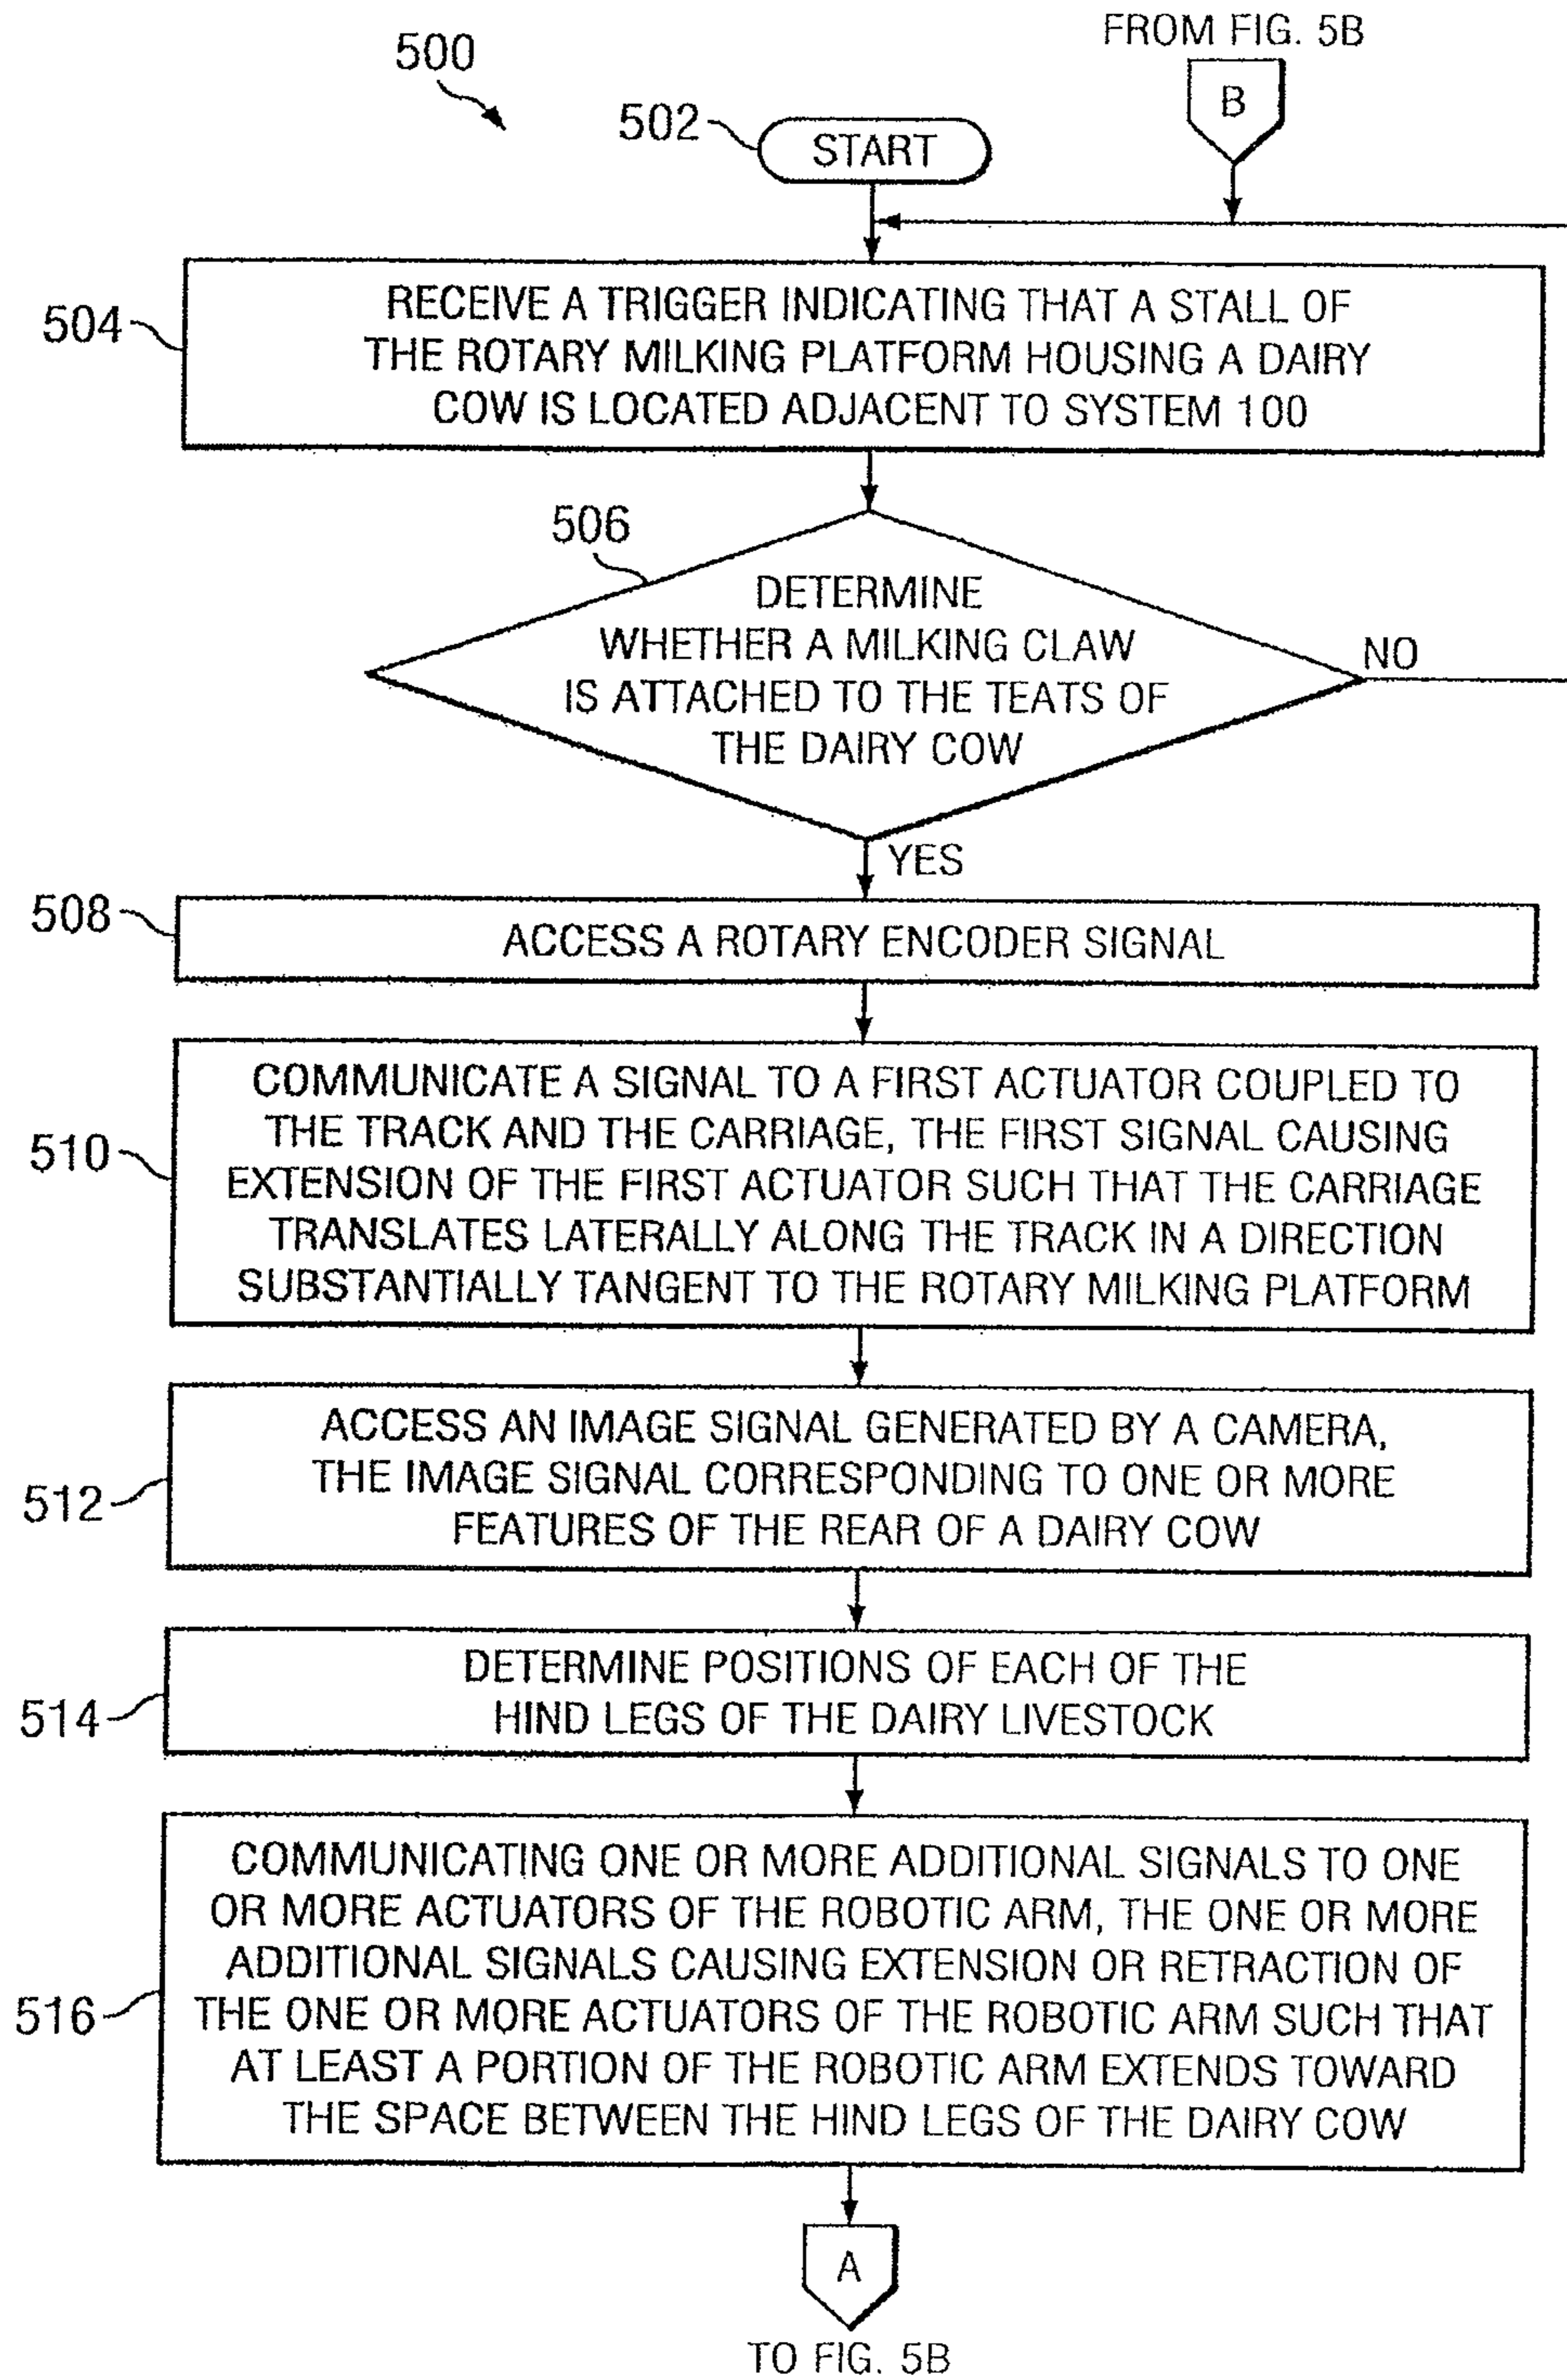 FROM FIG. 5B
500
B
502
START
504
RECEIVE A TRIGGER INDICATING THAT A STALL OF
THE ROTARY MILKING PLATFORM HOUSING A DAIRY
COW IS LOCATED ADJACENT TO SYSTEM 100
506
DETERMINE
WHETHER A MILKING CLAW
IS ATTACHED TO THE TEATS OF
THE DAIRY COW
NO
YES
508
ACCESS A ROTARY ENCODER SIGNAL
510
COMMUNICATE A SIGNAL TO A FIRST ACTUATOR COUPLED TO
THE TRACK AND THE CARRIAGE, THE FIRST SIGNAL CAUSING
EXTENSION OF THE FIRST ACTUATOR SUCH THAT THE CARRIAGE
TRANSLATES LATERALLY ALONG THE TRACK IN A DIRECTION
SUBSTANTIALLY TANGENT TO THE ROTARY MILKING PLATFORM
512
ACCESS AN IMAGE SIGNAL GENERATED BY A CAMERA,
THE IMAGE SIGNAL CORRESPONDING TO ONE OR MORE
FEATURES OF THE REAR OF A DAIRY COW
514
DETERMINE POSITIONS OF EACH OF THE
HIND LEGS OF THE DAIRY LIVESTOCK
516
COMMUNICATING ONE OR MORE ADDITIONAL SIGNALS TO ONE
OR MORE ACTUATORS OF THE ROBOTIC ARM, THE ONE OR MORE
ADDITIONAL SIGNALS CAUSING EXTENSION OR RETRACTION OF
THE ONE OR MORE ACTUATORS OF THE ROBOTIC ARM SUCH THAT
AT LEAST A PORTION OF THE ROBOTIC ARM EXTENDS TOWARD
THE SPACE BETWEEN THE HIND LEGS OF THE DAIRY COW
A
TO FIG. 5B